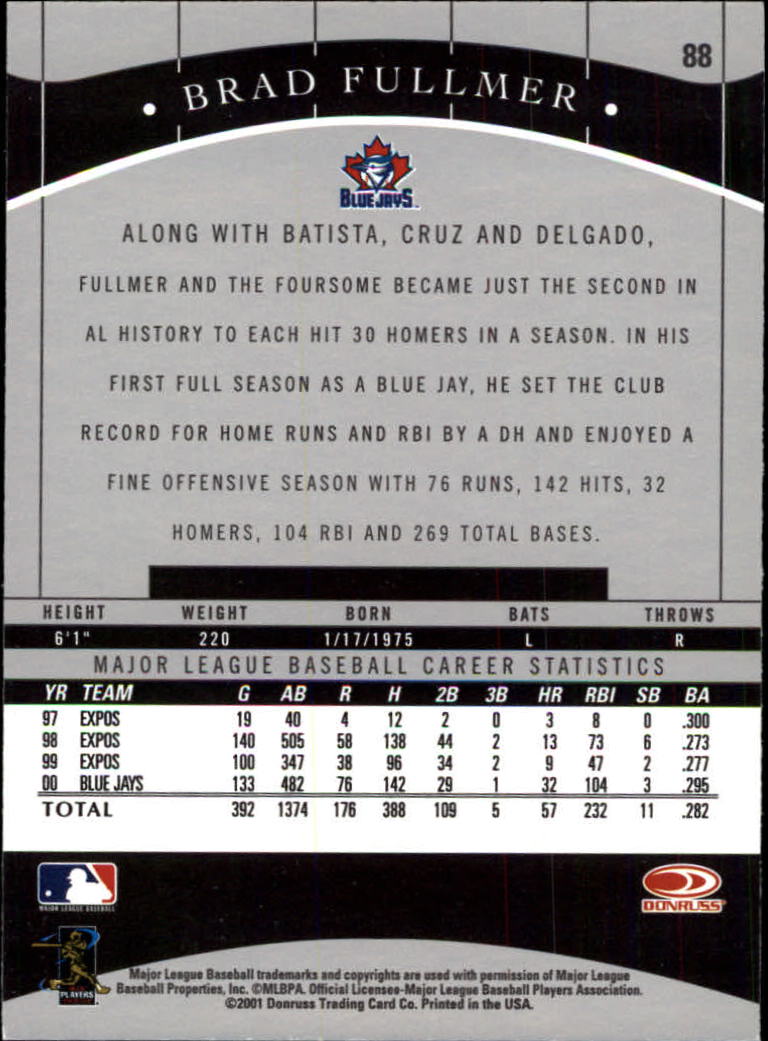 88
BRAD FULLMER
BLUE JAYS
ALONG WITH BATISTA, CRUZ AND DELGADO,
FULLMER AND THE FOURSOME BECAME JUST THE SECOND IN
AL HISTORY TO EACH HIT 30 HOMERS IN A SEASON. IN HIS
FIRST FULL SEASON AS A BLUE JAY, HE SET THE CLUB
RECORD FOR HOME RUNS AND RBI BY A DH AND ENJOYED A
FINE OFFENSIVE SEASON WITH 76 RUNS, 142 HITS, 32
HOMERS, 104 RBI AND 269 TOTAL BASES.
HEIGHT WEIGHT BORN BATS THROWS
6'1" 220 1/17/1975 L R
MAJOR LEAGUE BASEBALL CAREER STATISTICS
YR TEAM G AB R H 2B 3B HR RBI SB BA
97 EXPOS 19 40 4 12 2 0 3 8 0 .300
98 EXPOS 140 505 58 138 44 2 13 73 6 .273
99 EXPOS 100 347 38 96 34 2 9 47 2 .277
00 BLUE JAYS 133 482 76 142 29 1 32 104 3 .295
TOTAL 392 1374 176 388 109 5 57 232 11 .282
MAJOR LEAGUE BASEBALL
DONRUSS
PLAYERS
Major League Baseball trademarks and copyrights are used with permission of Major League
Baseball Properties, Inc. ©MLBPA. Official Licensee-Major League Baseball Players Association.
©2001 Donruss Trading Card Co. Printed in the USA.